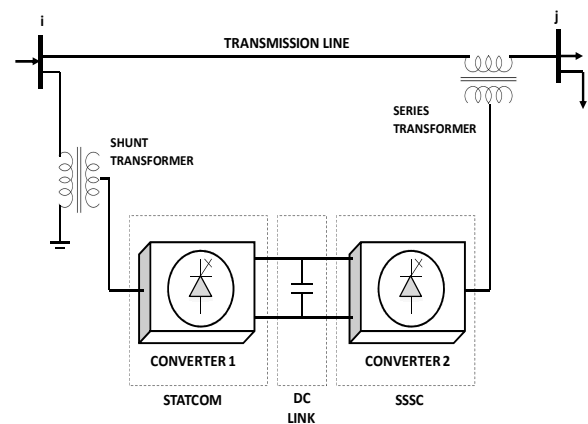 i
j
TRANSMISSION LINE
SERIES
TRANSFORMER
SHUNT
TRANSFORMER
CONVERTER 1
CONVERTER 2
STATCOM
DC
LINK
SSSC